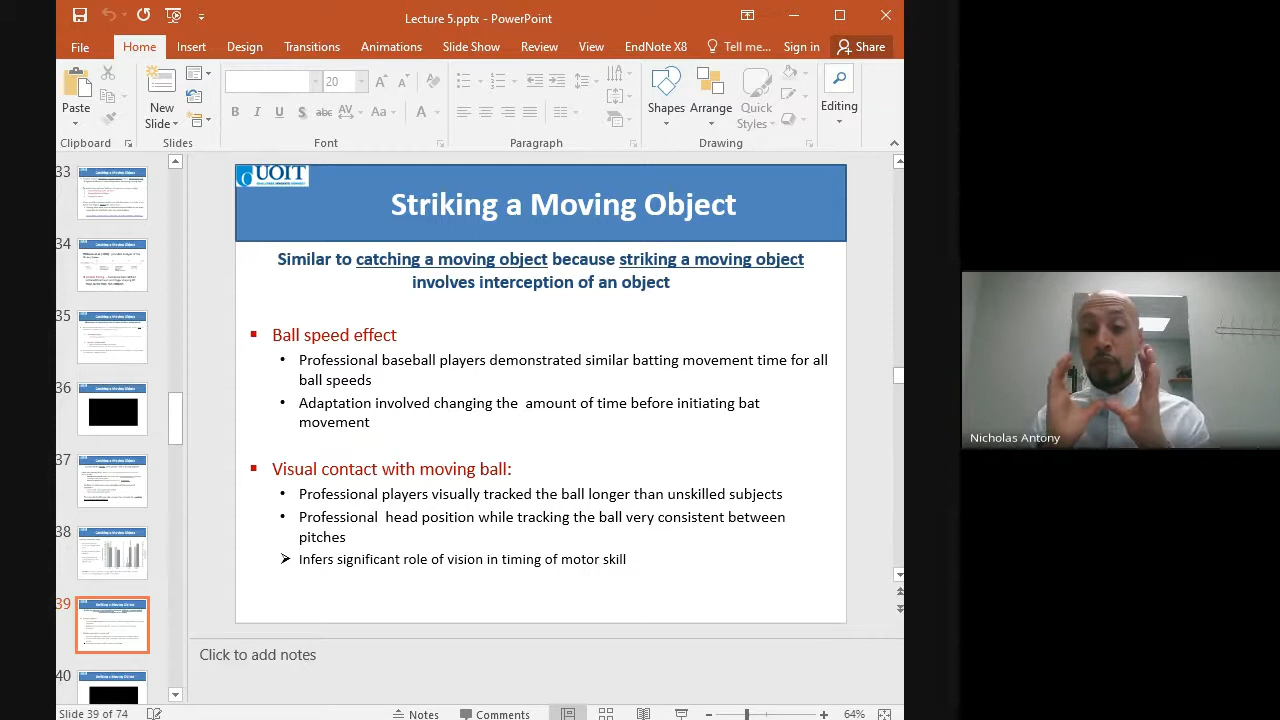 Lecture 5.pptx - PowerPoint
File Home Insert Design Transitions Animations Slide Show Review View EndNote X8 Tell me... Sign in Share
20
Paste
New
Slide
B I U S abc AV Aa A
Shapes Arrange Quick
Styles
Editing
Clipboard Slides Font Paragraph Drawing
33
34
35
36
37
38
39
40
UOIT
Striking a Moving Object
Similar to catching a moving object because striking a moving object
involves interception of an object
▪ Ball speed effect
• Professional baseball players demonstrated similar batting movement time for all
ball speeds
• Adaptation involved changing the amount of time before initiating bat
movement
▪ Visual contact with moving ball:
• Professional players visually tracked the ball longer than unskilled subjects
• Professional head position while tracking the ball very consistent between
pitches
➢ Infers significant role of vision in timing of motor skill
Click to add notes
Slide 39 of 74 Notes Comments 64%
Nicholas Antony